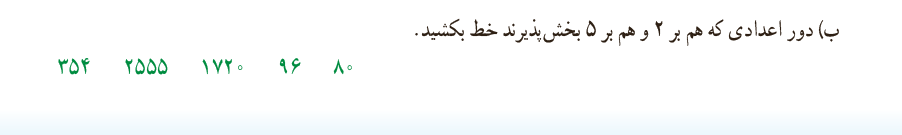 ب) دور اعدادی که هم بر ۲ و هم بر ۵ بخش‌پذیرند خط بکشید.
۸۰ ۹۶ ۱۷۲۰ ۲۵۵۵ ۳۵۴